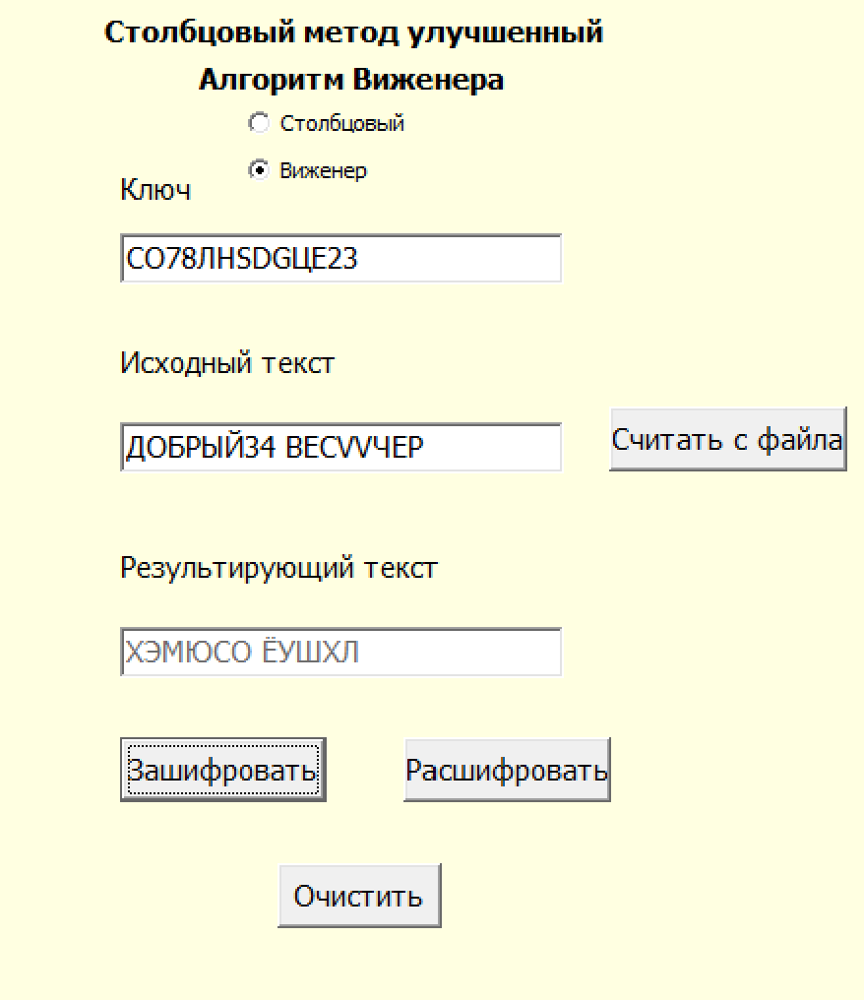 Столбцовый метод улучшенный
Алгоритм Виженера
Столбцовый
Виженер
Ключ
СО78ЛНSDGЦЕ23
Исходный текст
ДОБРЫЙ34 ВЕСVVЧЕР
Считать с файла
Результирующий текст
ХЭМЮСО ЁУШХЛ
Зашифровать
Расшифровать
Очистить